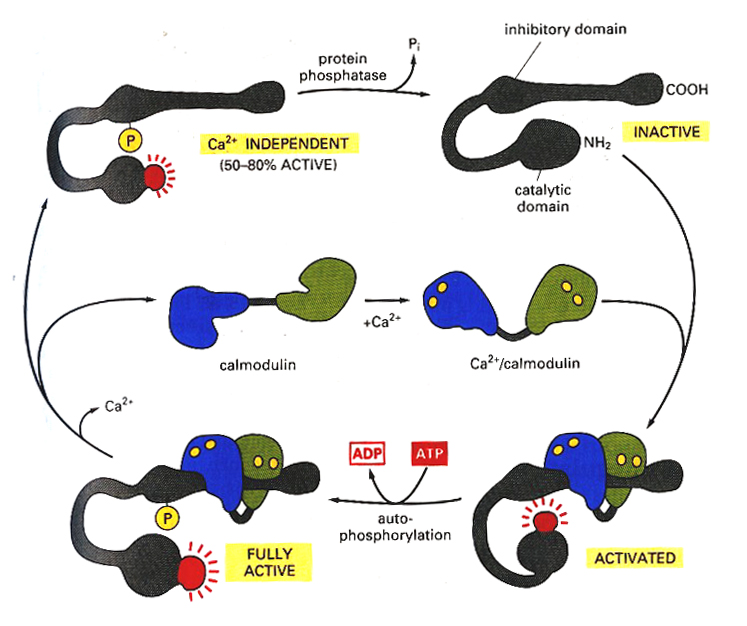 inhibitory domain
protein
phosphatase
Pi
COOH
P
Ca²⁺ INDEPENDENT
(50–80% ACTIVE)
NH₂
INACTIVE
catalytic
domain
calmodulin
+Ca²⁺
Ca²⁺/calmodulin
Ca²⁺
ADP
ATP
P
auto-
phosphorylation
FULLY
ACTIVE
ACTIVATED